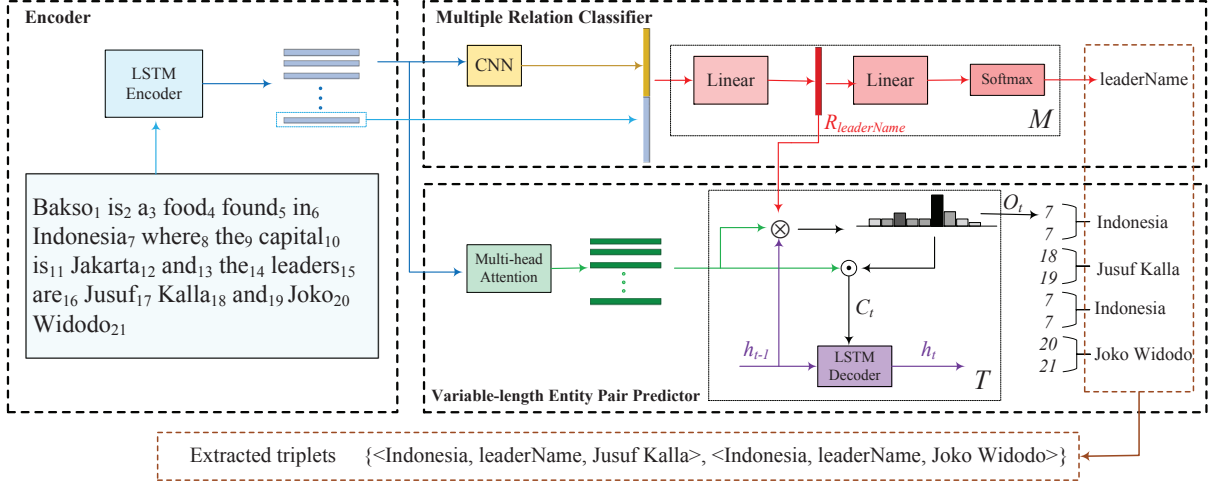 Encoder
LSTM
Encoder
Bakso₁ is₂ a₃ food₄ found₅ in₆
Indonesia₇ where₈ the₉ capital₁₀
is₁₁ Jakarta₁₂ and₁₃ the₁₄ leaders₁₅
are₁₆ Jusuf₁₇ Kalla₁₈ and₁₉ Joko₂₀
Widodo₂₁
Multiple Relation Classifier
CNN
Linear
Linear
Softmax
leaderName
R_leaderName
M
Multi-head
Attention
O_t
7
7
Indonesia
18
19
Jusuf Kalla
7
7
Indonesia
20
21
Joko Widodo
C_t
h_t-1
LSTM
Decoder
h_t
T
Variable-length Entity Pair Predictor
Extracted triplets {<Indonesia, leaderName, Jusuf Kalla>, <Indonesia, leaderName, Joko Widodo>}